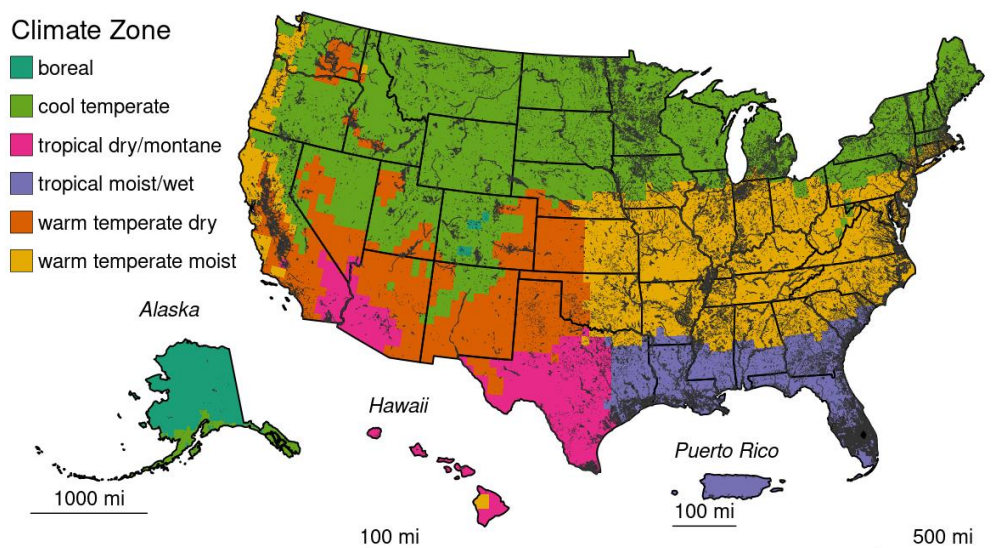 Climate Zone
boreal
cool temperate
tropical dry/montane
tropical moist/wet
warm temperate dry
warm temperate moist
Alaska
Hawaii
Puerto Rico
1000 mi
100 mi
100 mi
500 mi